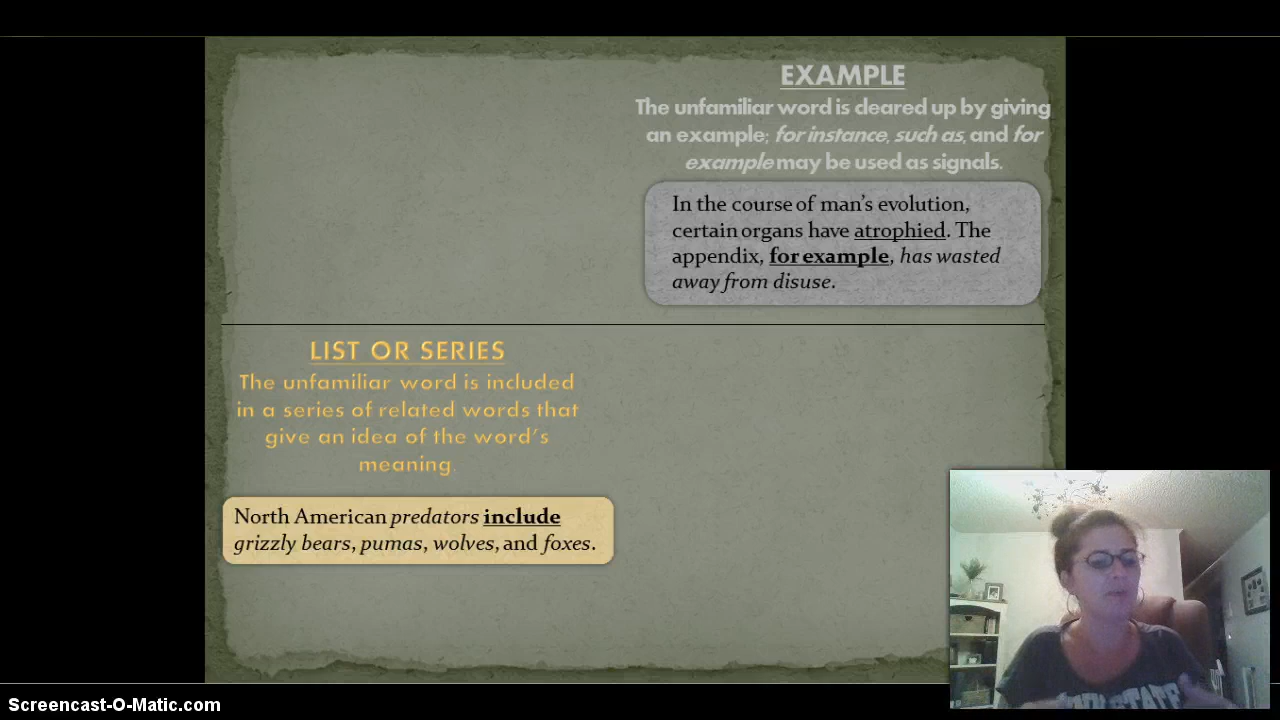 EXAMPLE
The unfamiliar word is cleared up by giving
an example; for instance, such as, and for
example may be used as signals.
In the course of man’s evolution,
certain organs have atrophied. The
appendix, for example, has wasted
away from disuse.
LIST OR SERIES
The unfamiliar word is included
in a series of related words that
give an idea of the word’s
meaning.
North American predators include
grizzly bears, pumas, wolves, and foxes.
STATE
Screencast-O-Matic.com